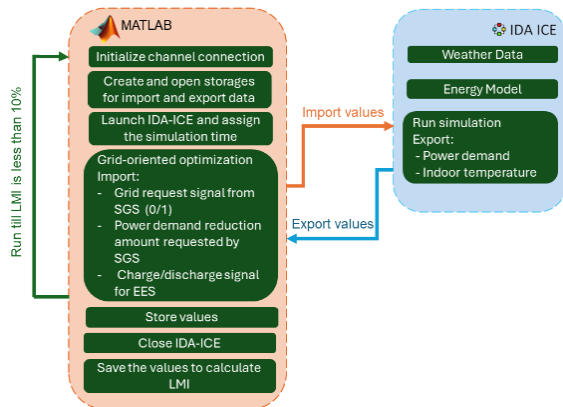 MATLAB
Initialize channel connection
Create and open storages
for import and export data
Launch IDA-ICE and assign
the simulation time
Grid-oriented optimization
Import:
- Grid request signal from
SGS (0/1)
- Power demand reduction
amount requested by
SGS
- Charge/discharge signal
for EES
Store values
Close IDA-ICE
Save the values to calculate
LMI
Run till LMI is less than 10%
Import values
Export values
IDA ICE
Weather Data
Energy Model
Run simulation
Export:
- Power demand
- Indoor temperature